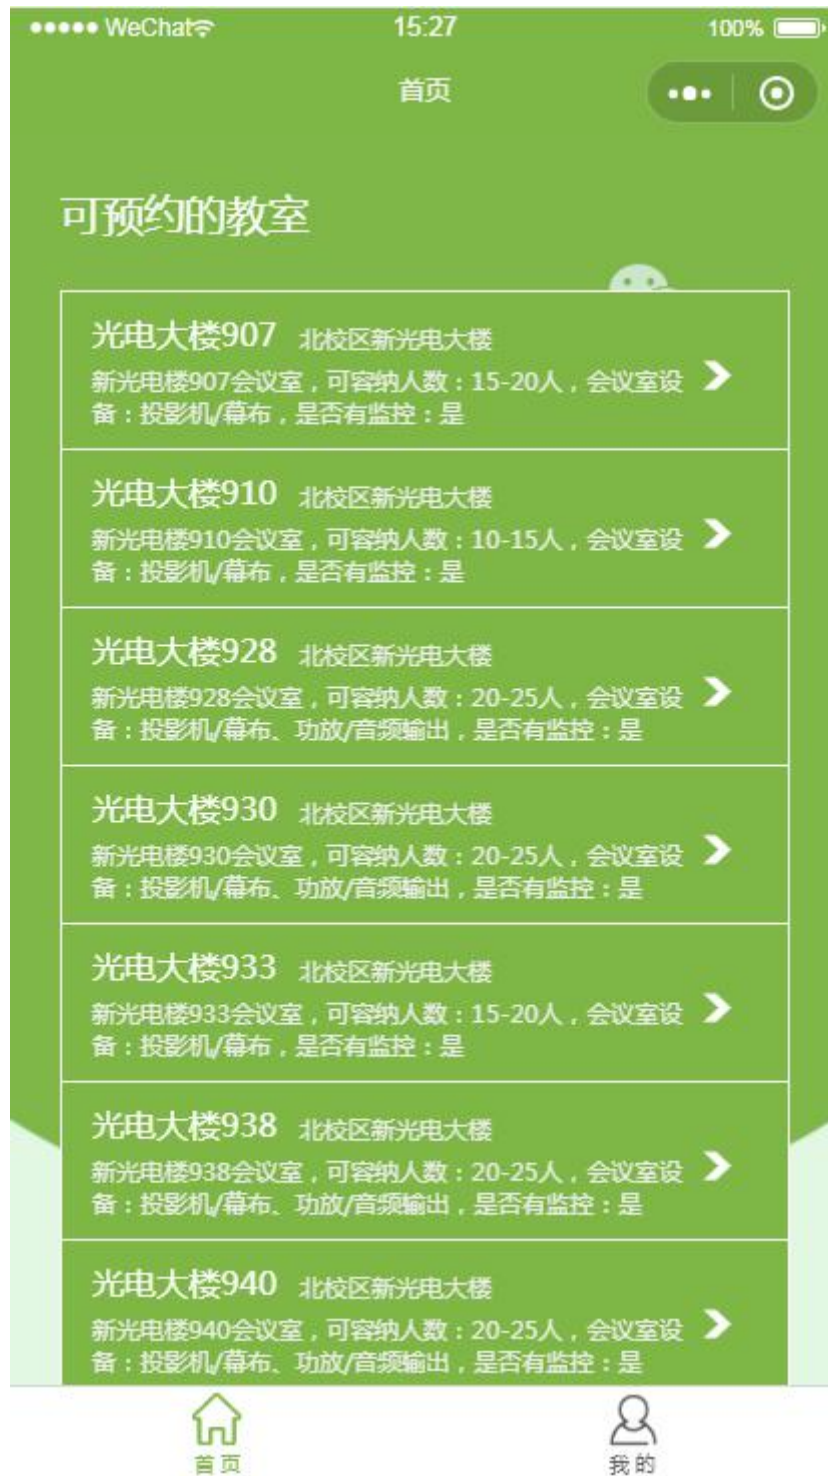 WeChat 15:27 100%
首页
可预约的教室
光电大楼907 北校区新光电大楼
新光电楼907会议室，可容纳人数：15-20人，会议室设
备：投影机/幕布，是否有监控：是
光电大楼910 北校区新光电大楼
新光电楼910会议室，可容纳人数：10-15人，会议室设
备：投影机/幕布，是否有监控：是
光电大楼928 北校区新光电大楼
新光电楼928会议室，可容纳人数：20-25人，会议室设
备：投影机/幕布、功放/音频输出，是否有监控：是
光电大楼930 北校区新光电大楼
新光电楼930会议室，可容纳人数：20-25人，会议室设
备：投影机/幕布、功放/音频输出，是否有监控：是
光电大楼933 北校区新光电大楼
新光电楼933会议室，可容纳人数：15-20人，会议室设
备：投影机/幕布，是否有监控：是
光电大楼938 北校区新光电大楼
新光电楼938会议室，可容纳人数：20-25人，会议室设
备：投影机/幕布、功放/音频输出，是否有监控：是
光电大楼940 北校区新光电大楼
新光电楼940会议室，可容纳人数：20-25人，会议室设
备：投影机/幕布、功放/音频输出，是否有监控：是
首页 我的